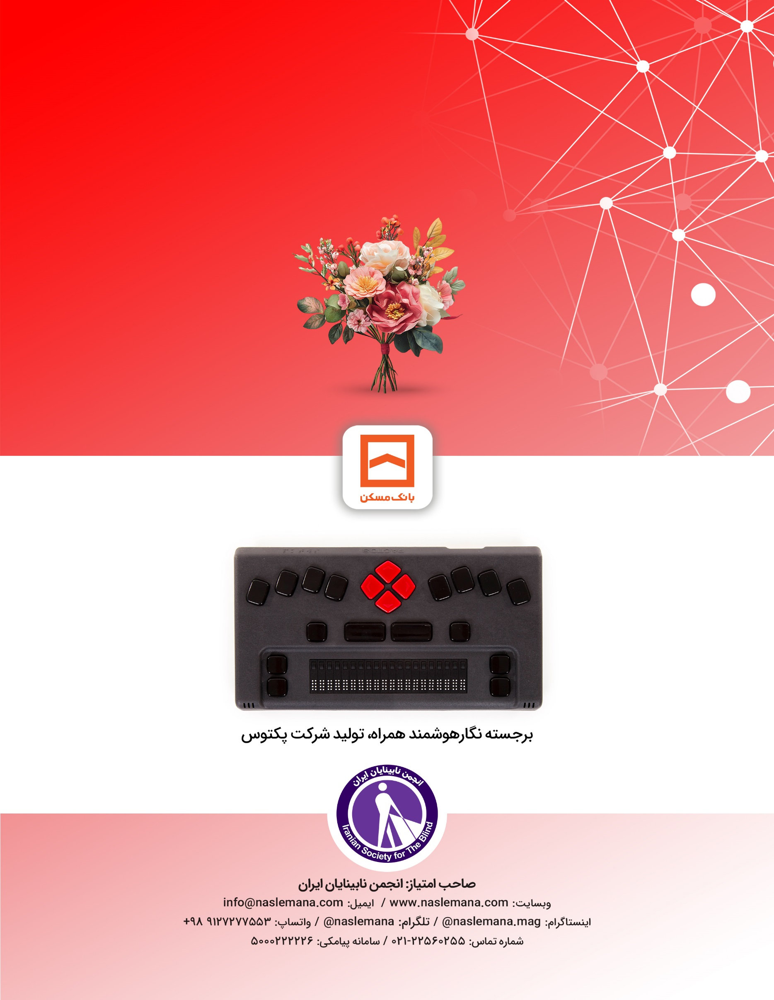 بانک مسکن
برجسته نگارهوشمند همراه، تولید شرکت پکتوس
انجمن نابینایان ایران
Iranian Society for The Blind
صاحب امتیاز: انجمن نابینایان ایران
وبسایت: www.naslemana.com / ایمیل: info@naslemana.com
اینستاگرام: @naslemana.mag / تلگرام: @naslemana / واتساپ: ۹۱۲۷۲۷۷۵۵۳ ۹۸+
شماره تماس: ۰۲۱-۲۲۵۶۰۲۵۵ / سامانه پیامکی: ۵۰۰۰۲۲۲۲۲۶